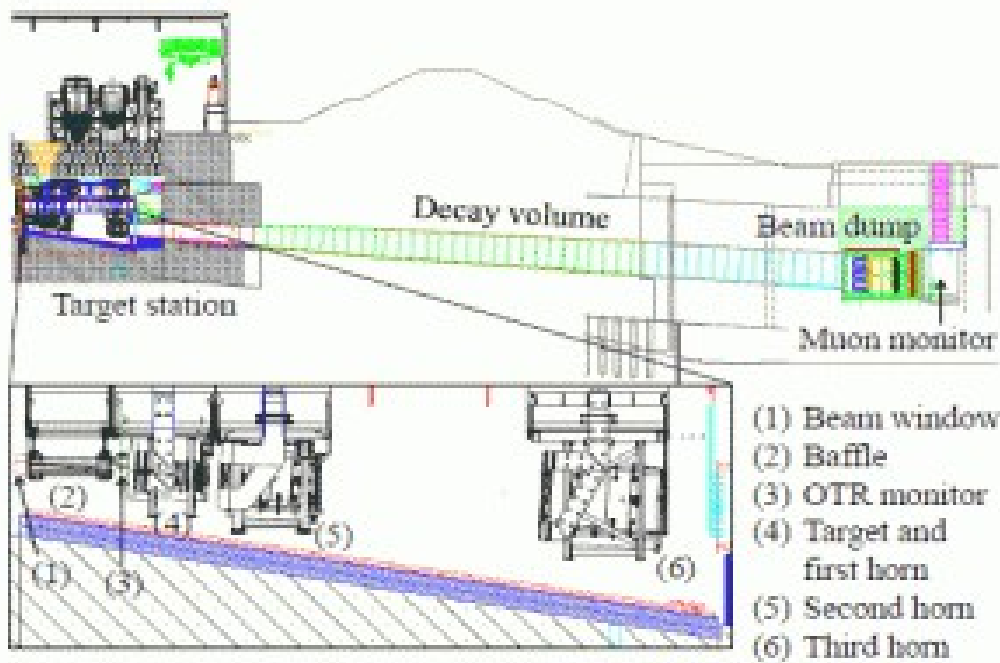 Decay volume
Beam dump
Target station
Muon monitor
(1) Beam window
(2) Baffle
(3) OTR monitor
(4) Target and
first horn
(5) Second horn
(6) Third horn
(2)
(4)
(5)
(1)
(3)
(6)